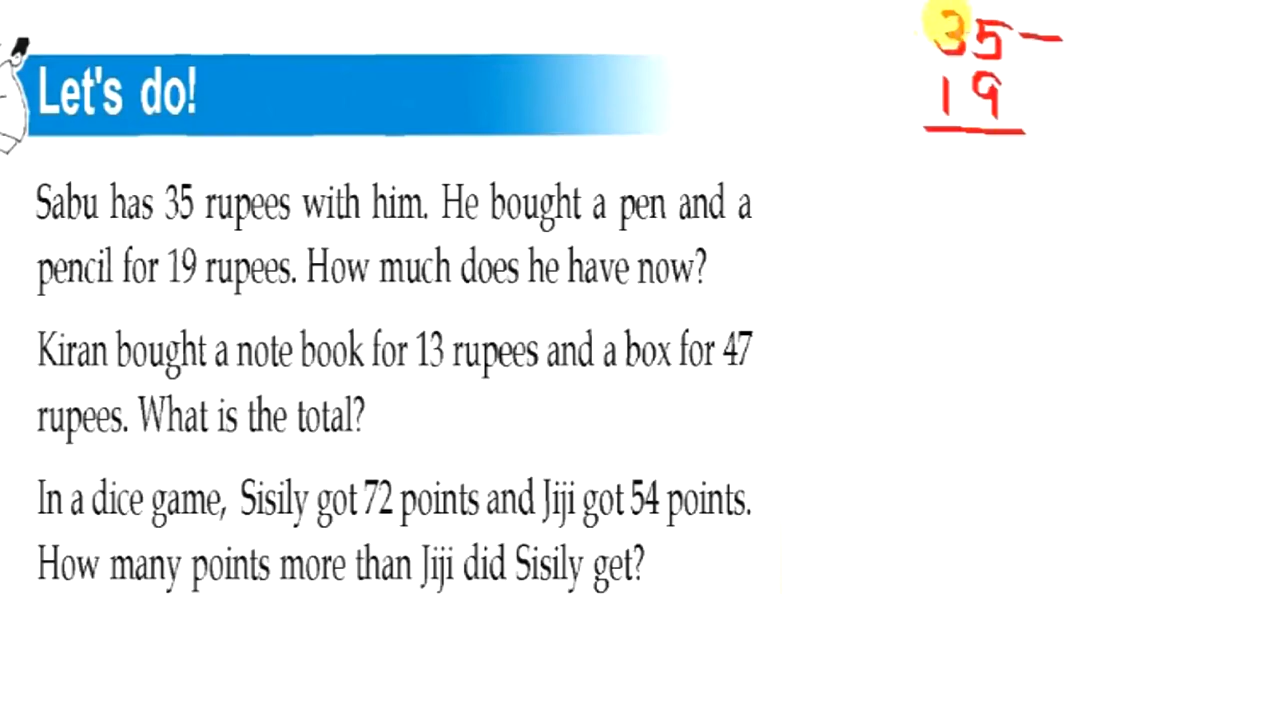 Let's do!
35 –
19
Sabu has 35 rupees with him. He bought a pen and a
pencil for 19 rupees. How much does he have now?
Kiran bought a note book for 13 rupees and a box for 47
rupees. What is the total?
In a dice game, Sisily got 72 points and Jiji got 54 points.
How many points more than Jiji did Sisily get?